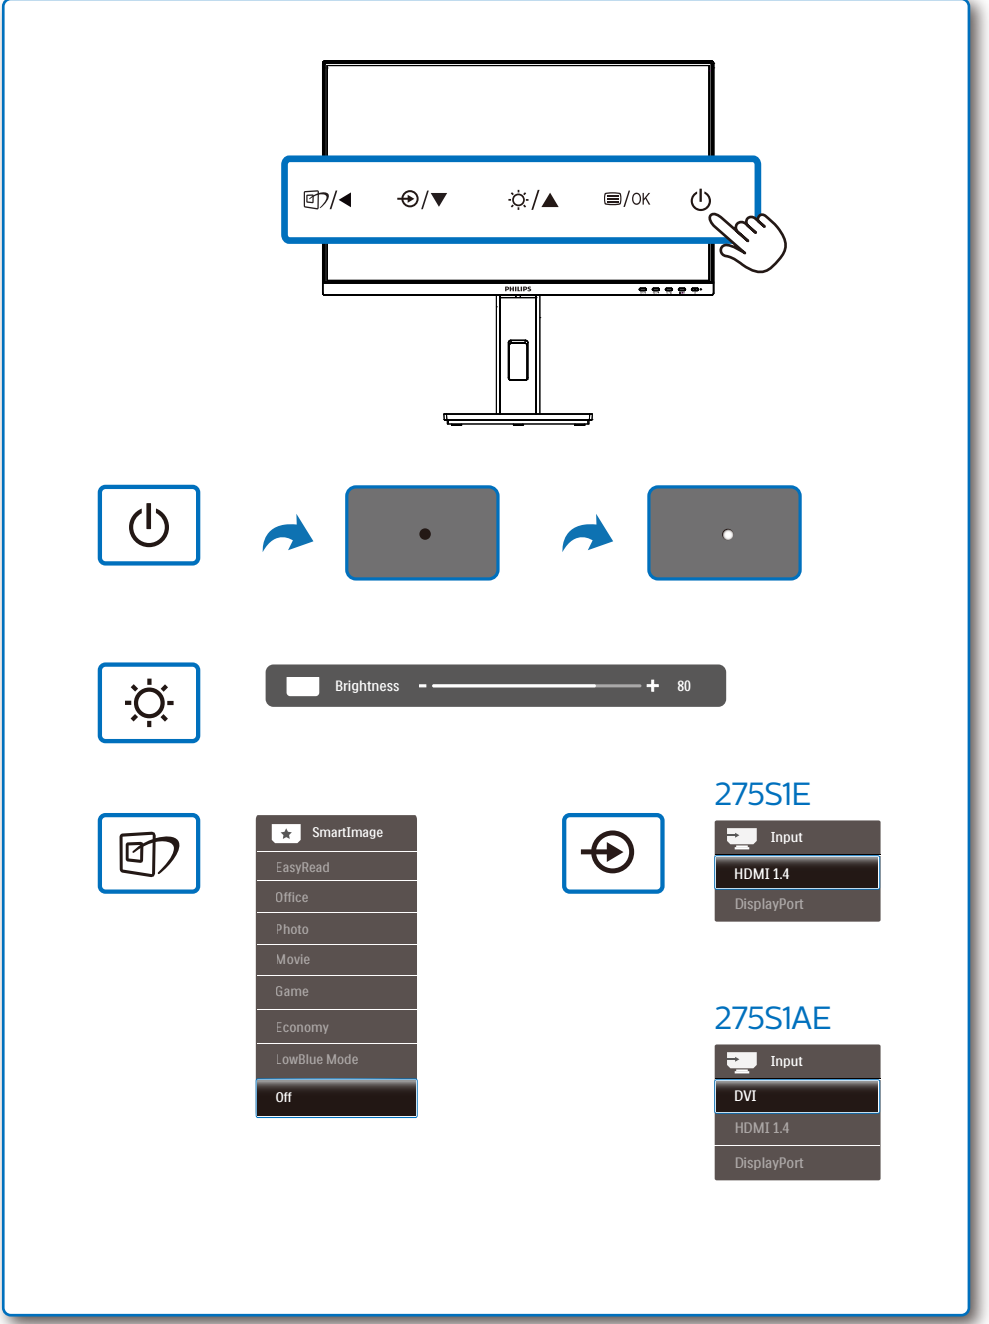 /OK
PHILIPS
Brightness - + 80
SmartImage
EasyRead
Office
Photo
Movie
Game
Economy
LowBlue Mode
Off
275S1E
Input
HDMI 1.4
DisplayPort
275S1AE
Input
DVI
HDMI 1.4
DisplayPort